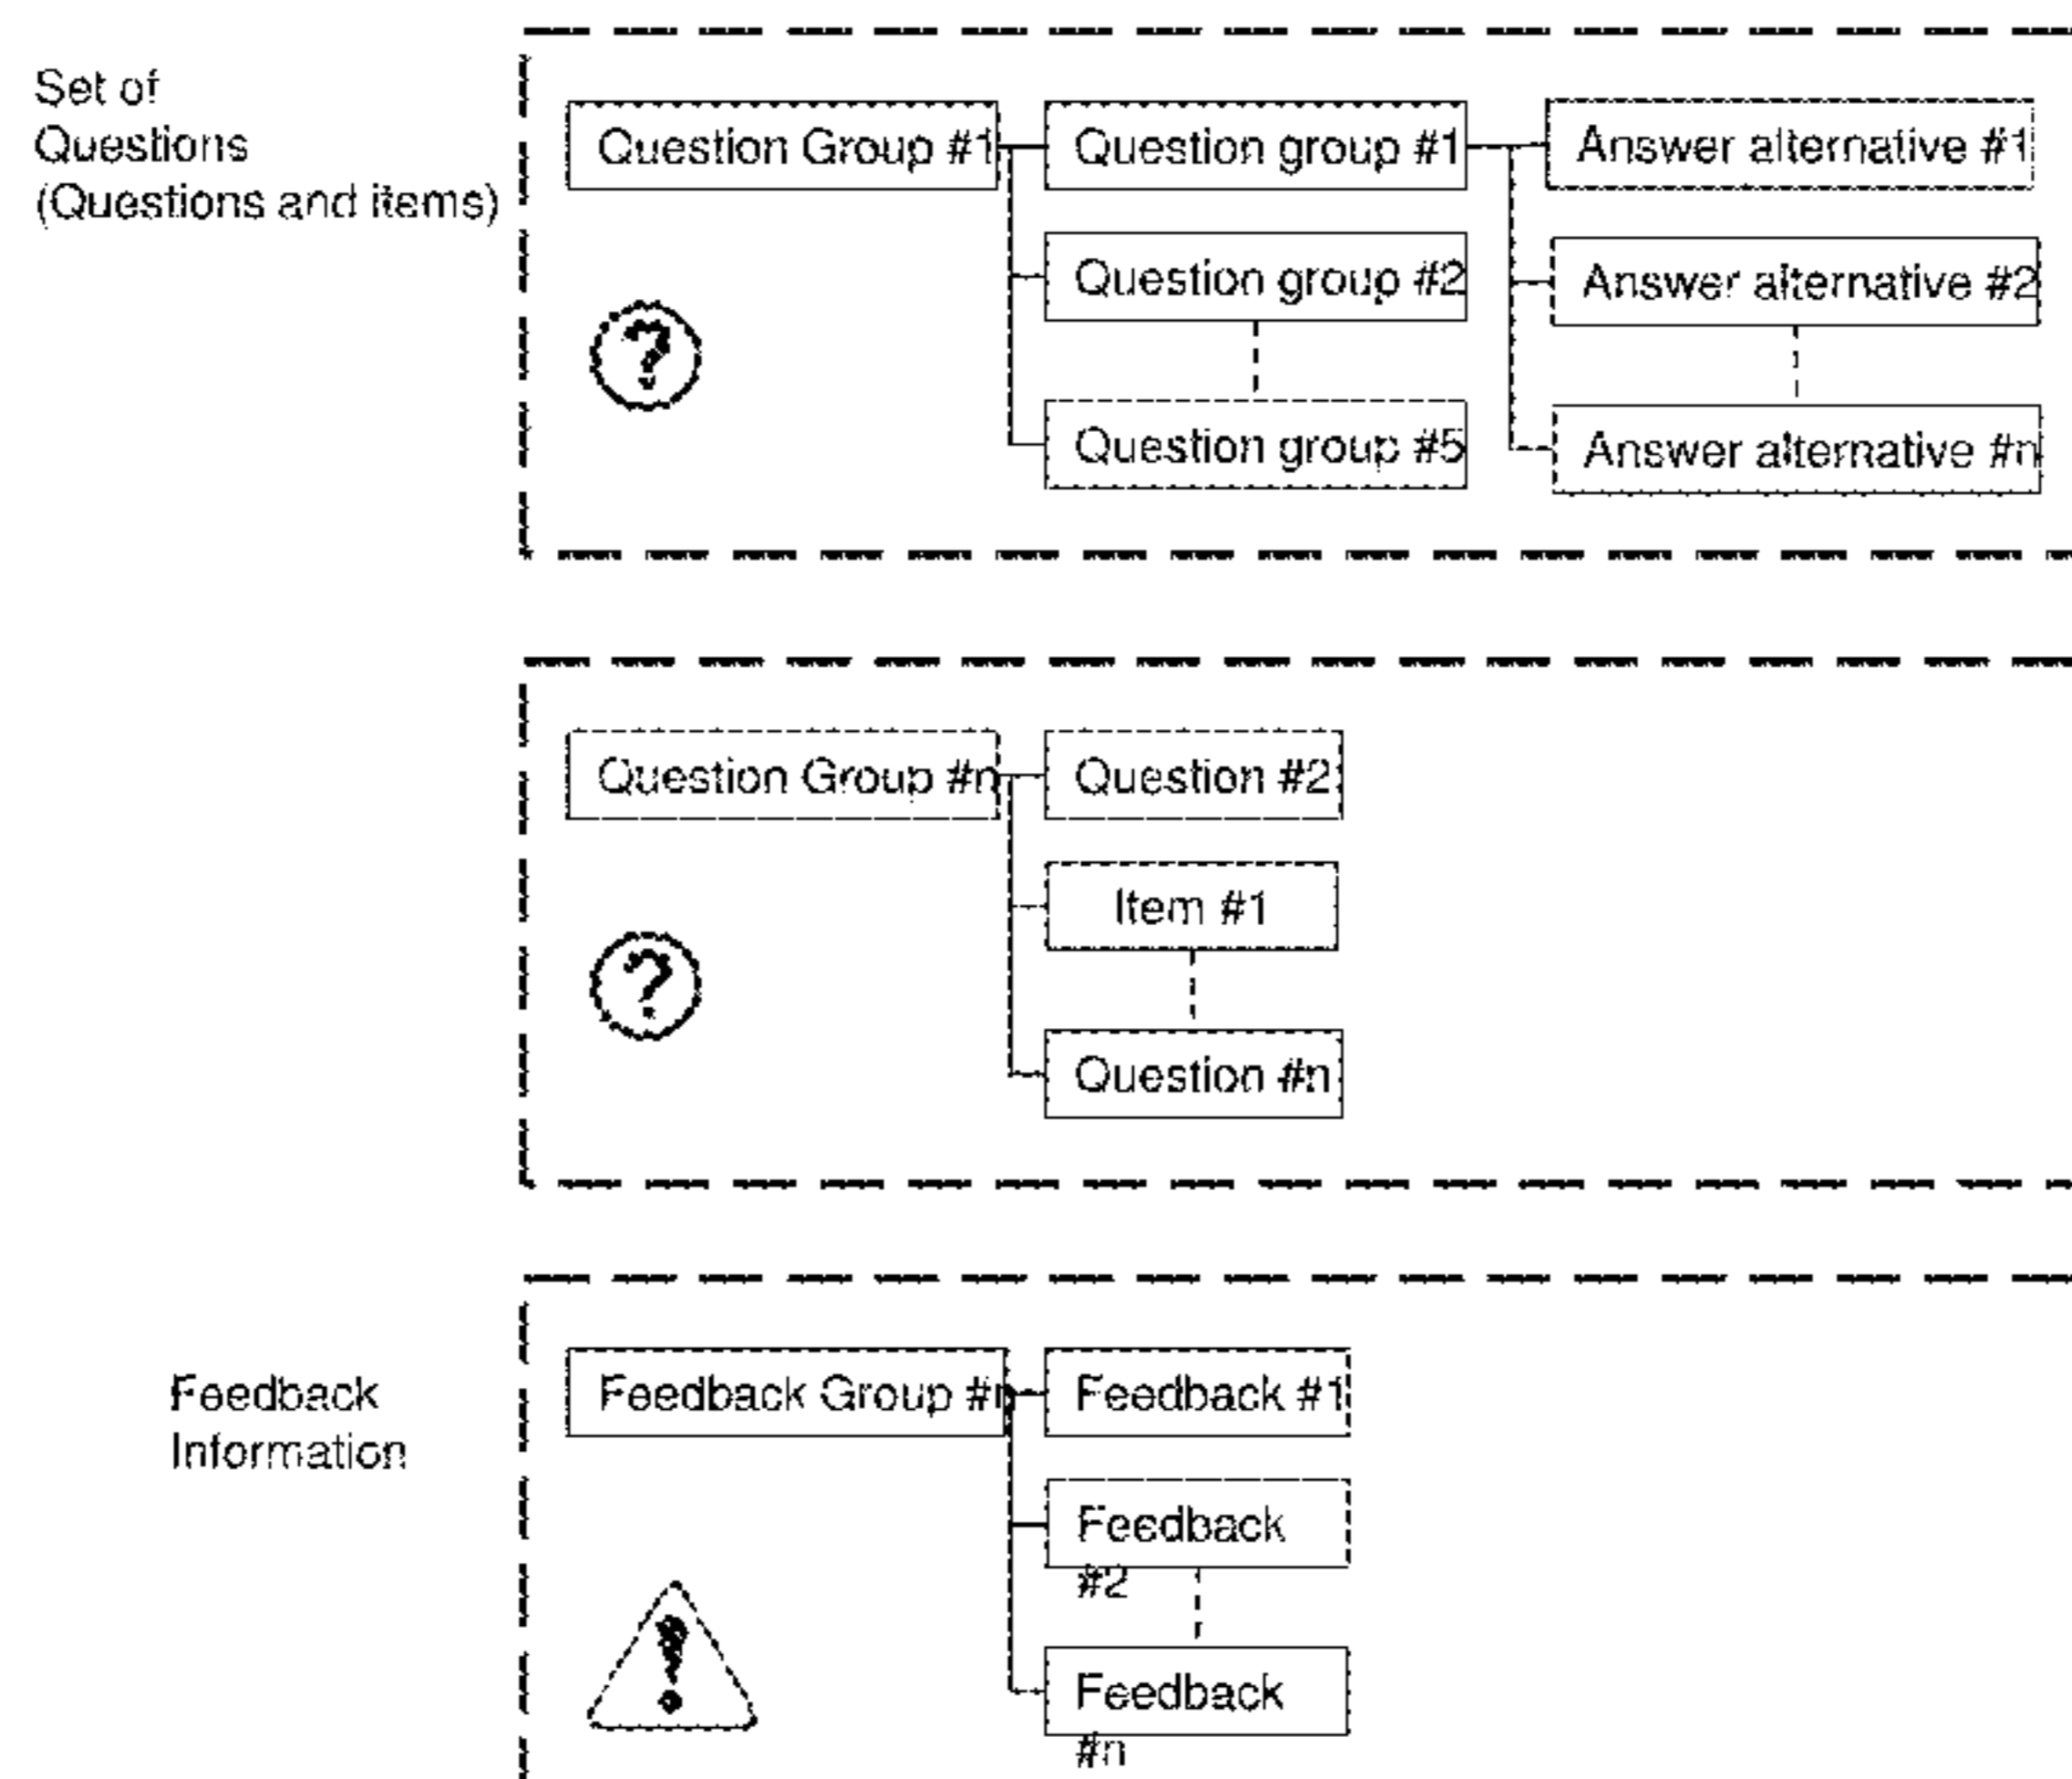 Set of
Questions
(Questions and items)
Question Group #1
Question group #1
Answer alternative #1
Question group #2
Answer alternative #2
?
Question group #5
Answer alternative #n
Question Group #n
Question #2
Item #1
?
Question #n
Feedback
Information
Feedback Group #n
Feedback #1
Feedback
#2
!
Feedback
#n